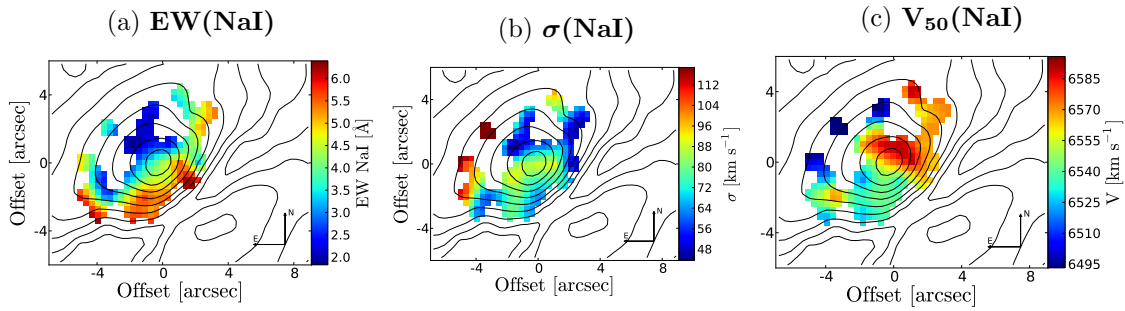 (a) EW(NaI)
Offset [arcsec]
4
0
-4
-4
0
4
8
Offset [arcsec]
N
E
6.0
5.5
5.0
4.5
4.0
3.5
3.0
2.5
2.0
EW NaI [Å]
(b) σ(NaI)
Offset [arcsec]
4
0
-4
-4
0
4
8
Offset [arcsec]
N
E
112
104
96
88
80
72
64
56
48
σ [km s⁻¹]
(c) V₅₀(NaI)
Offset [arcsec]
4
0
-4
-4
0
4
8
Offset [arcsec]
N
E
6585
6570
6555
6540
6525
6510
6495
V [km s⁻¹]